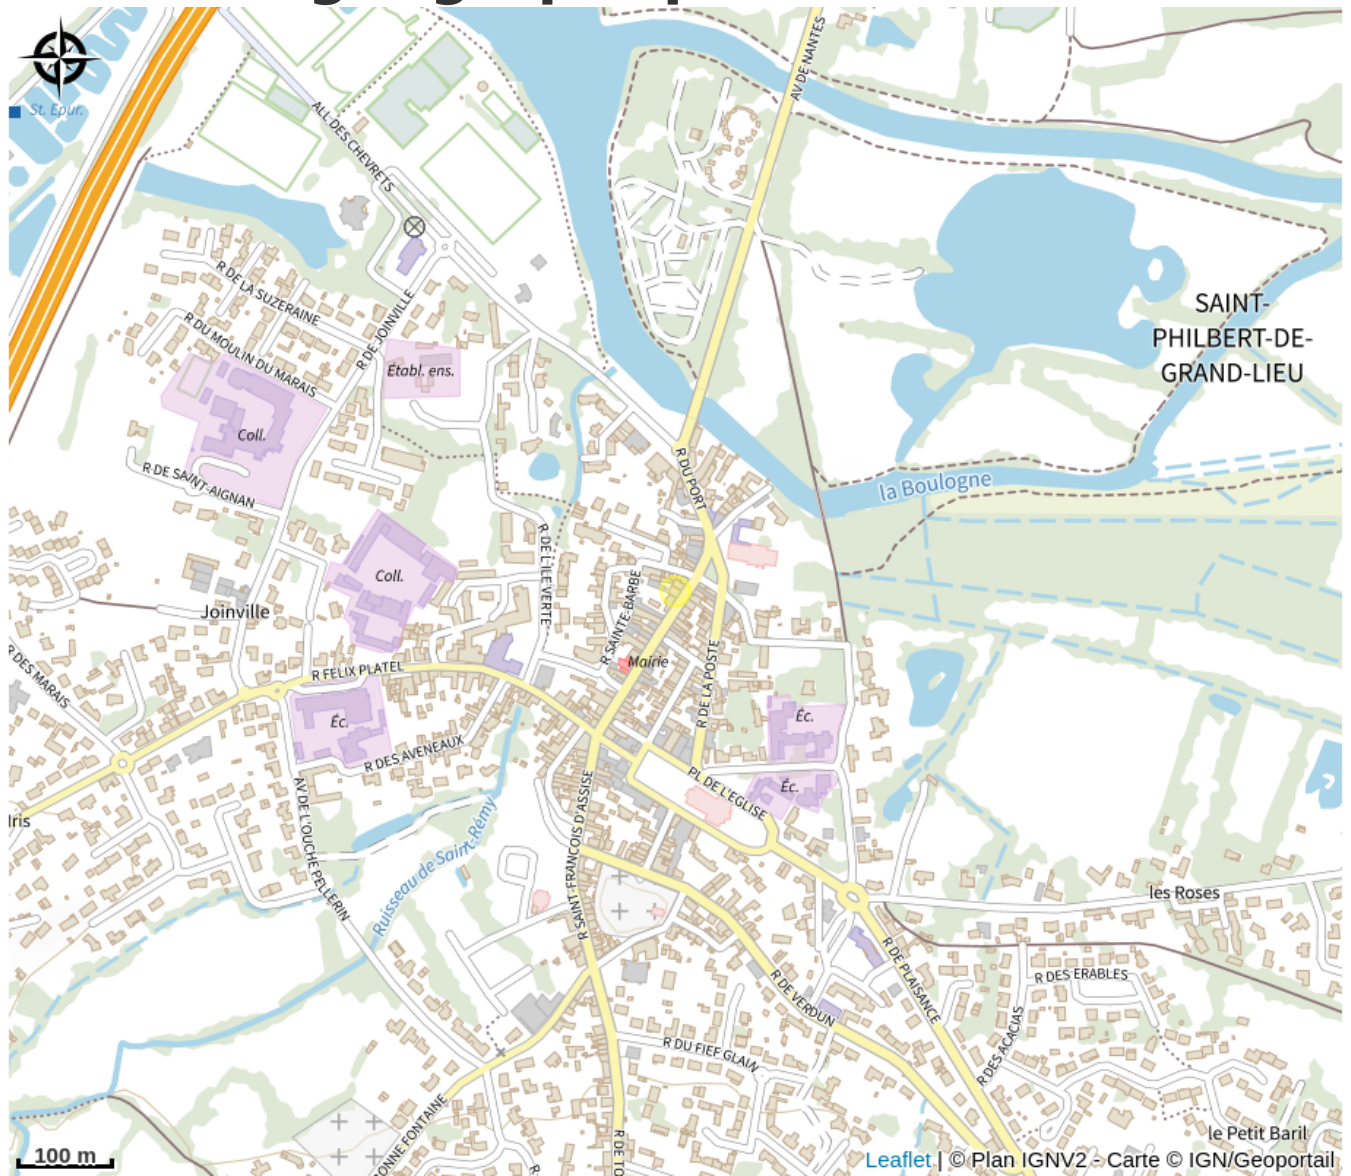 AV DE NANTES
St. Epur.
ALL. DES CHEVRETS
R DE LA SUZERAINE
R DE JOINVILLE
R DU MOULIN DU MARAIS
SAINT-
PHILBERT-DE-
GRAND-LIEU
Établ. ens.
Coll.
R DE SAINT-AIGNAN
R DU PORT
la Boulogne
R DE L'ILE VERTE
Coll.
R SAINTE-BARBE
Joinville
Mairie
R DES MARAIS
R FELIX PLATEL
R DE LA POSTE
Éc.
Éc.
R DES AVENEAUX
PL DE L'EGLISE
Éc.
Iris
AV DE L'OUCHE PELLERIN
Ruisseau de Saint-Rémy
R SAINT-FRANCOIS D'ASSISE
les Roses
R DE PLAISANCE
R DES ERABLES
R DE VERDUN
R DES ACACIAS
R DU FIEF GLAIN
ONNE FONTAINE
le Petit Baril
100 m
Leaflet | © Plan IGNV2 - Carte © IGN/Geoportail